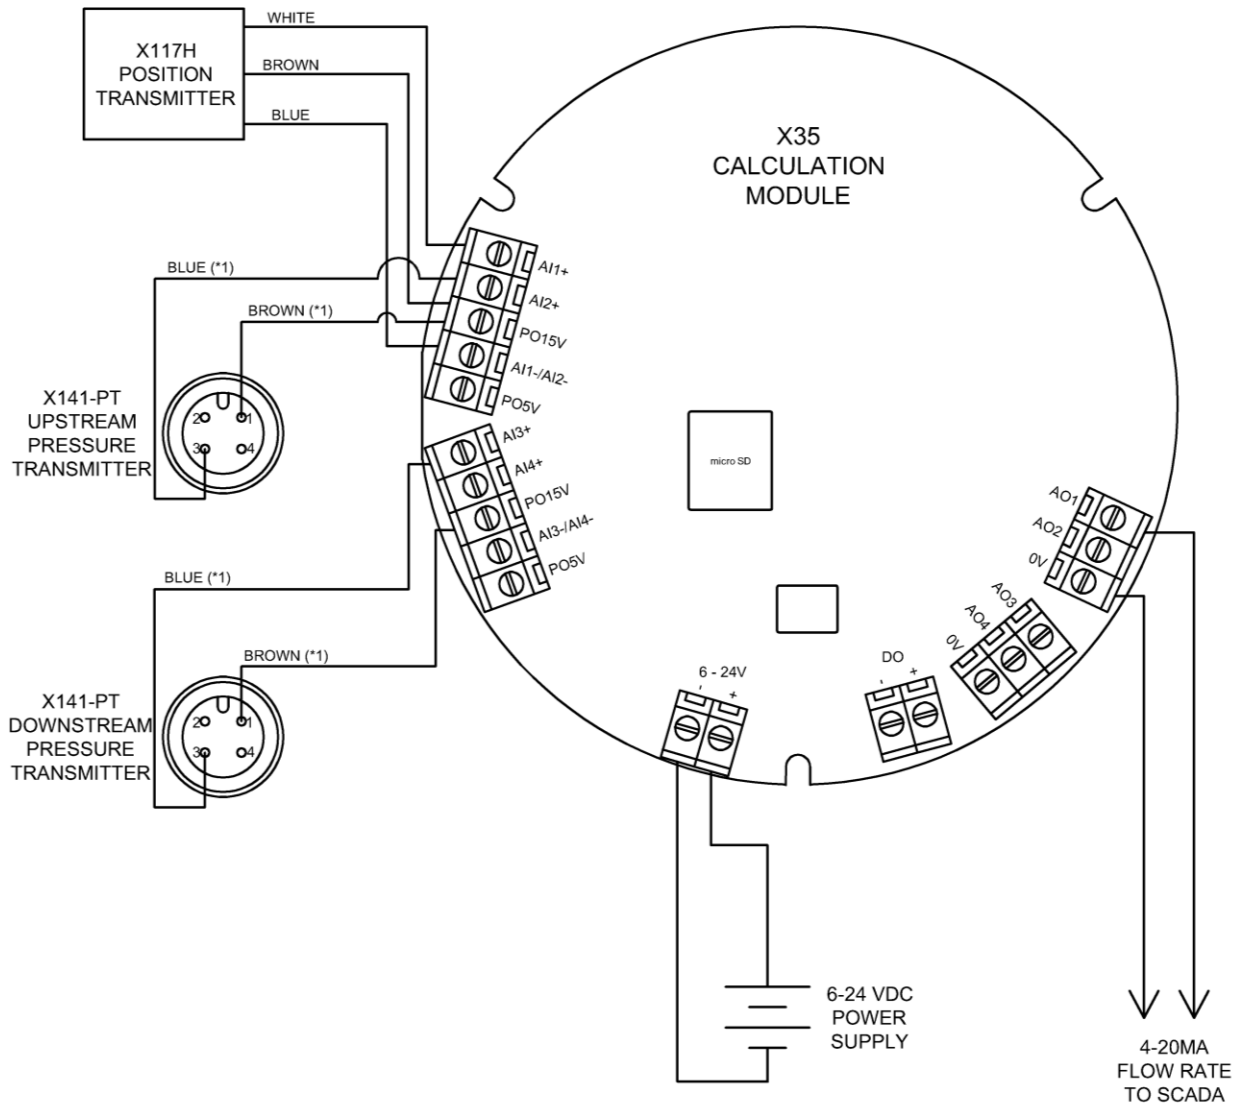 WHITE
X117H
POSITION
TRANSMITTER
BROWN
BLUE
X35
CALCULATION
MODULE
BLUE (*1)
AI1+
AI2+
BROWN (*1)
PO15V
AI1-/AI2-
PO5V
X141-PT
UPSTREAM
PRESSURE
TRANSMITTER
2
1
3
4
AI3+
AI4+
PO15V
AI3-/AI4-
PO5V
micro SD
AO1
AO2
0V
BLUE (*1)
AO3
AO4
0V
BROWN (*1)
DO
- +
6 - 24V
- +
X141-PT
DOWNSTREAM
PRESSURE
TRANSMITTER
2
1
3
4
6-24 VDC
POWER
SUPPLY
4-20MA
FLOW RATE
TO SCADA